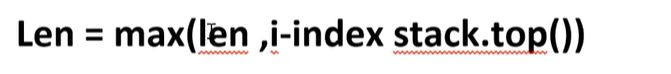 Len = max(len ,i-index stack.top())